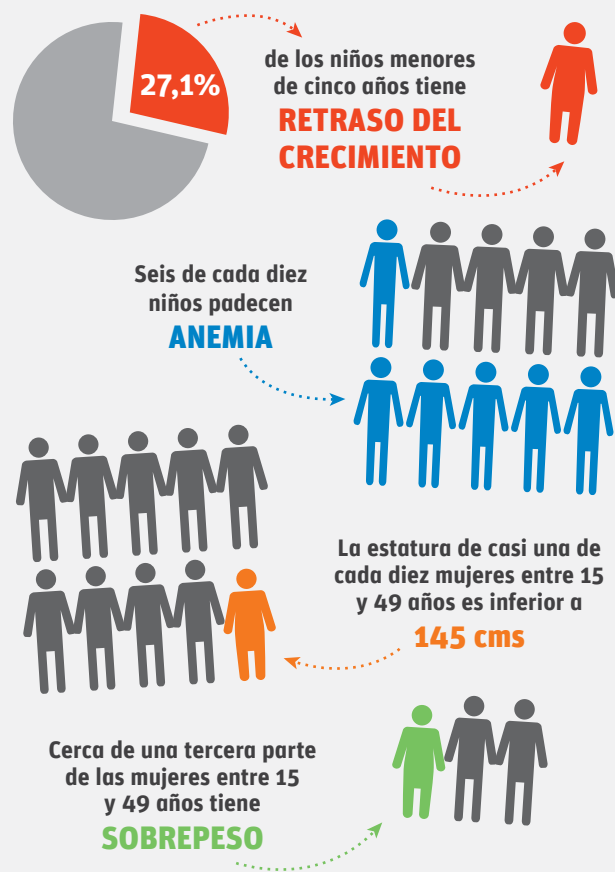 27,1%
de los niños menores
de cinco años tiene
RETRASO DEL
CRECIMIENTO
Seis de cada diez
niños padecen
ANEMIA
La estatura de casi una de
cada diez mujeres entre 15
y 49 años es inferior a
145 cms
Cerca de una tercera parte
de las mujeres entre 15
y 49 años tiene
SOBREPESO